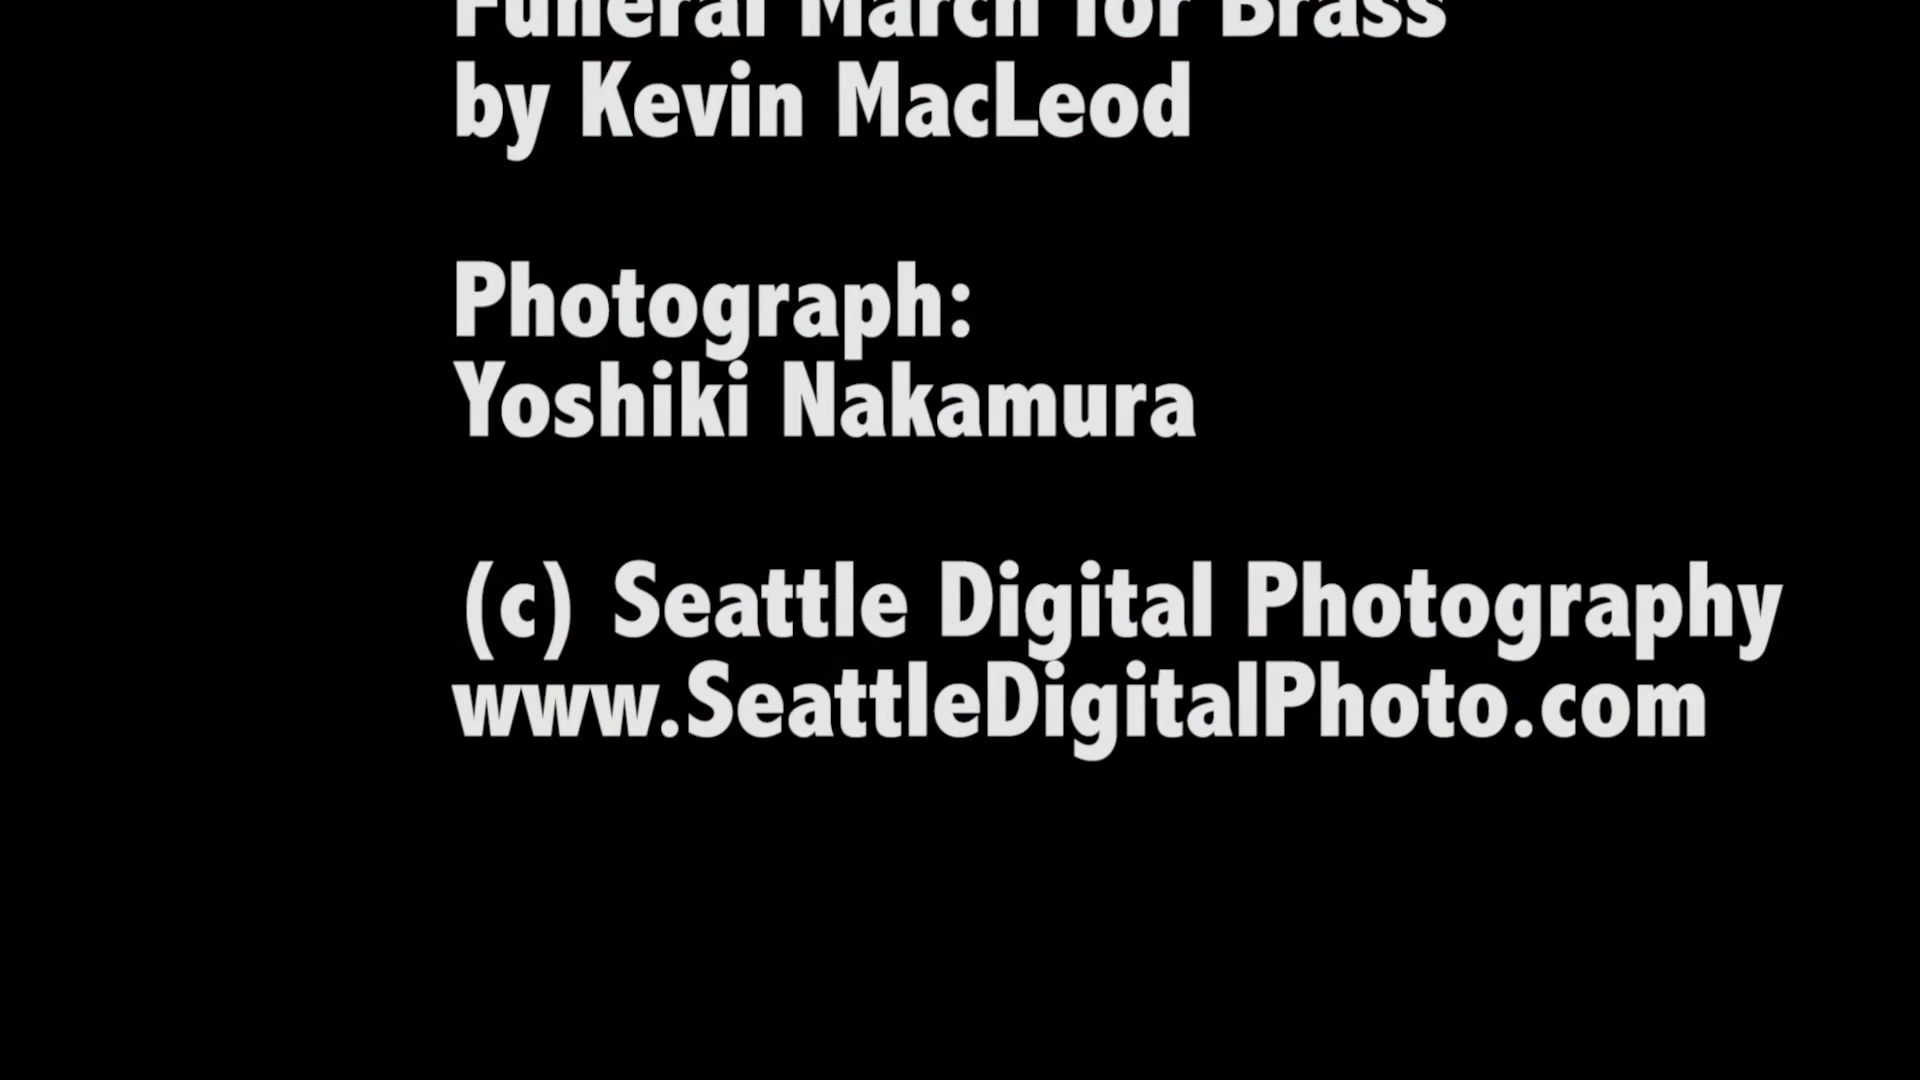 Funeral March for Brass
by Kevin MacLeod
Photograph:
Yoshiki Nakamura
(c) Seattle Digital Photography
www.SeattleDigitalPhoto.com